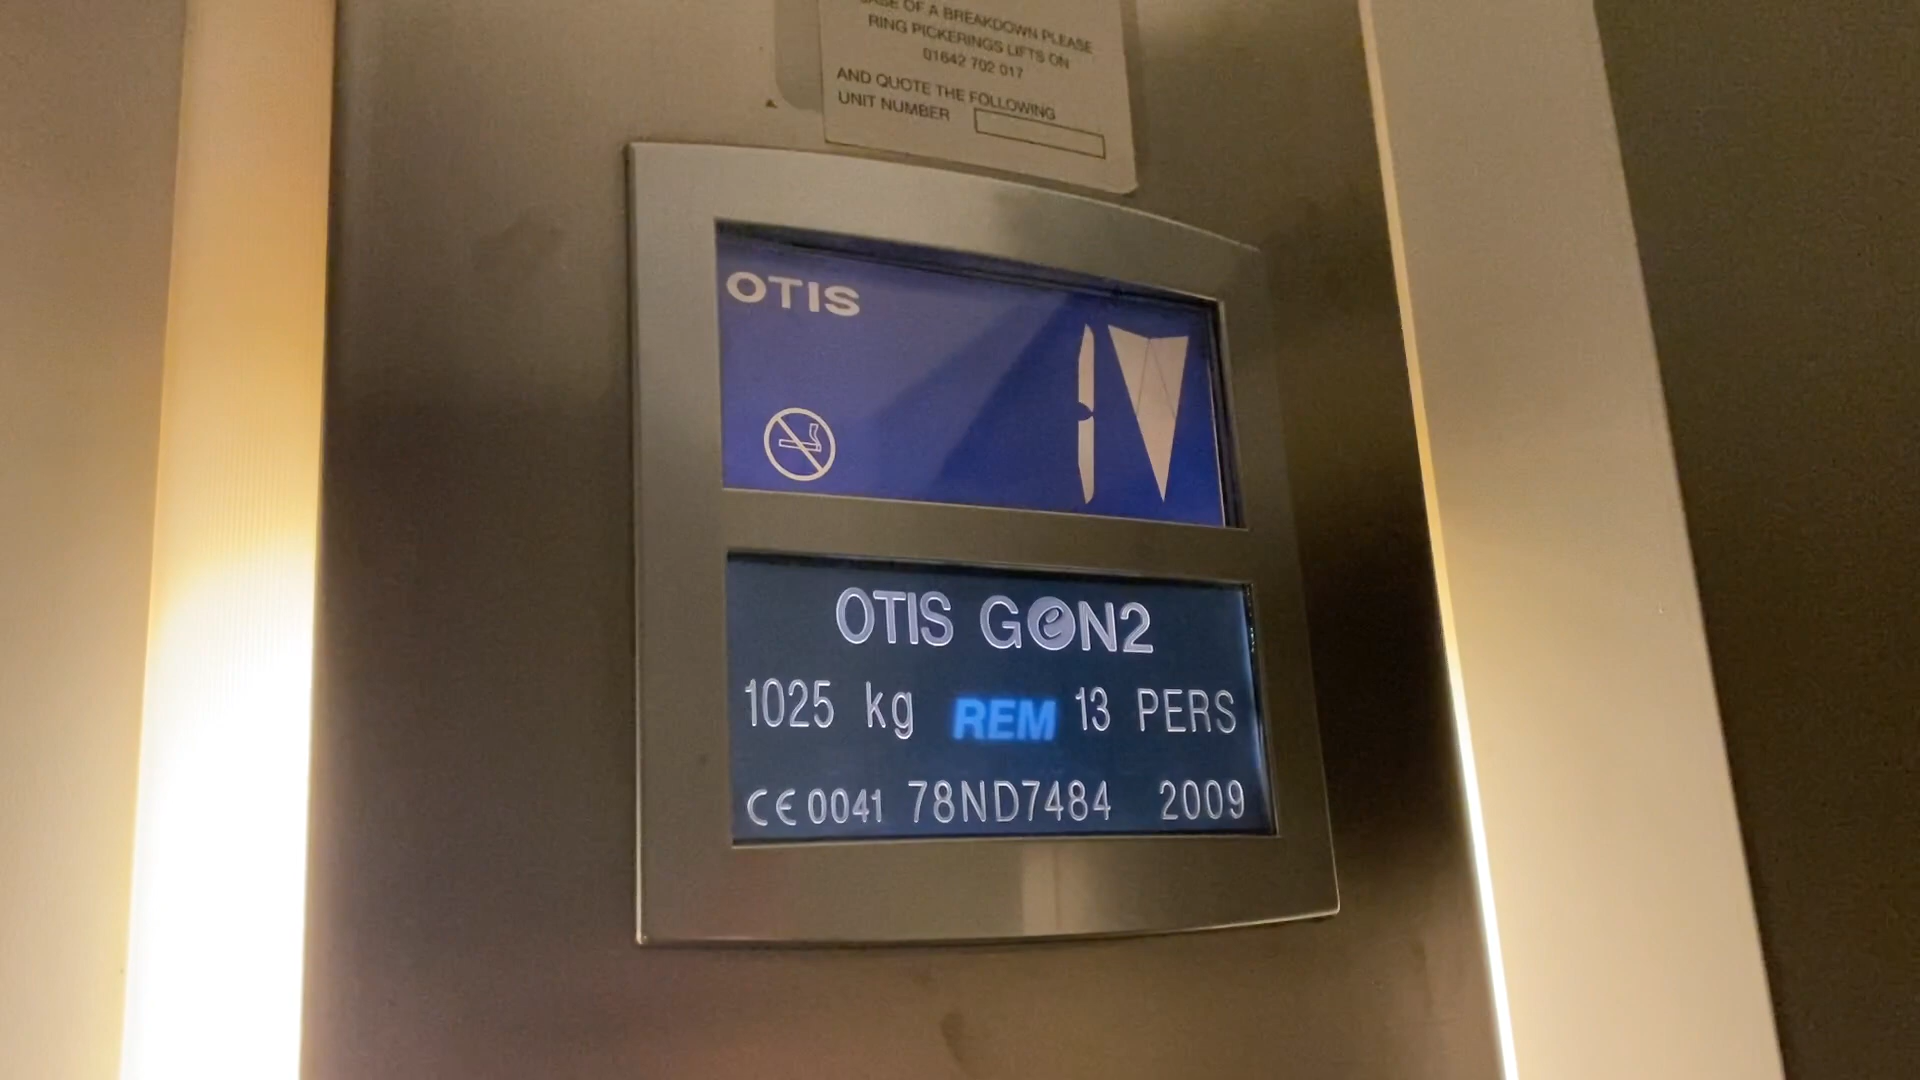 OF A BREAKDOWN PLEASE
RING PICKERINGS LIFTS ON
01642 702 017
AND QUOTE THE FOLLOWING
UNIT NUMBER
OTIS
OTIS GeN2
1025 kg REM 13 PERS
CE 0041 78ND7484 2009